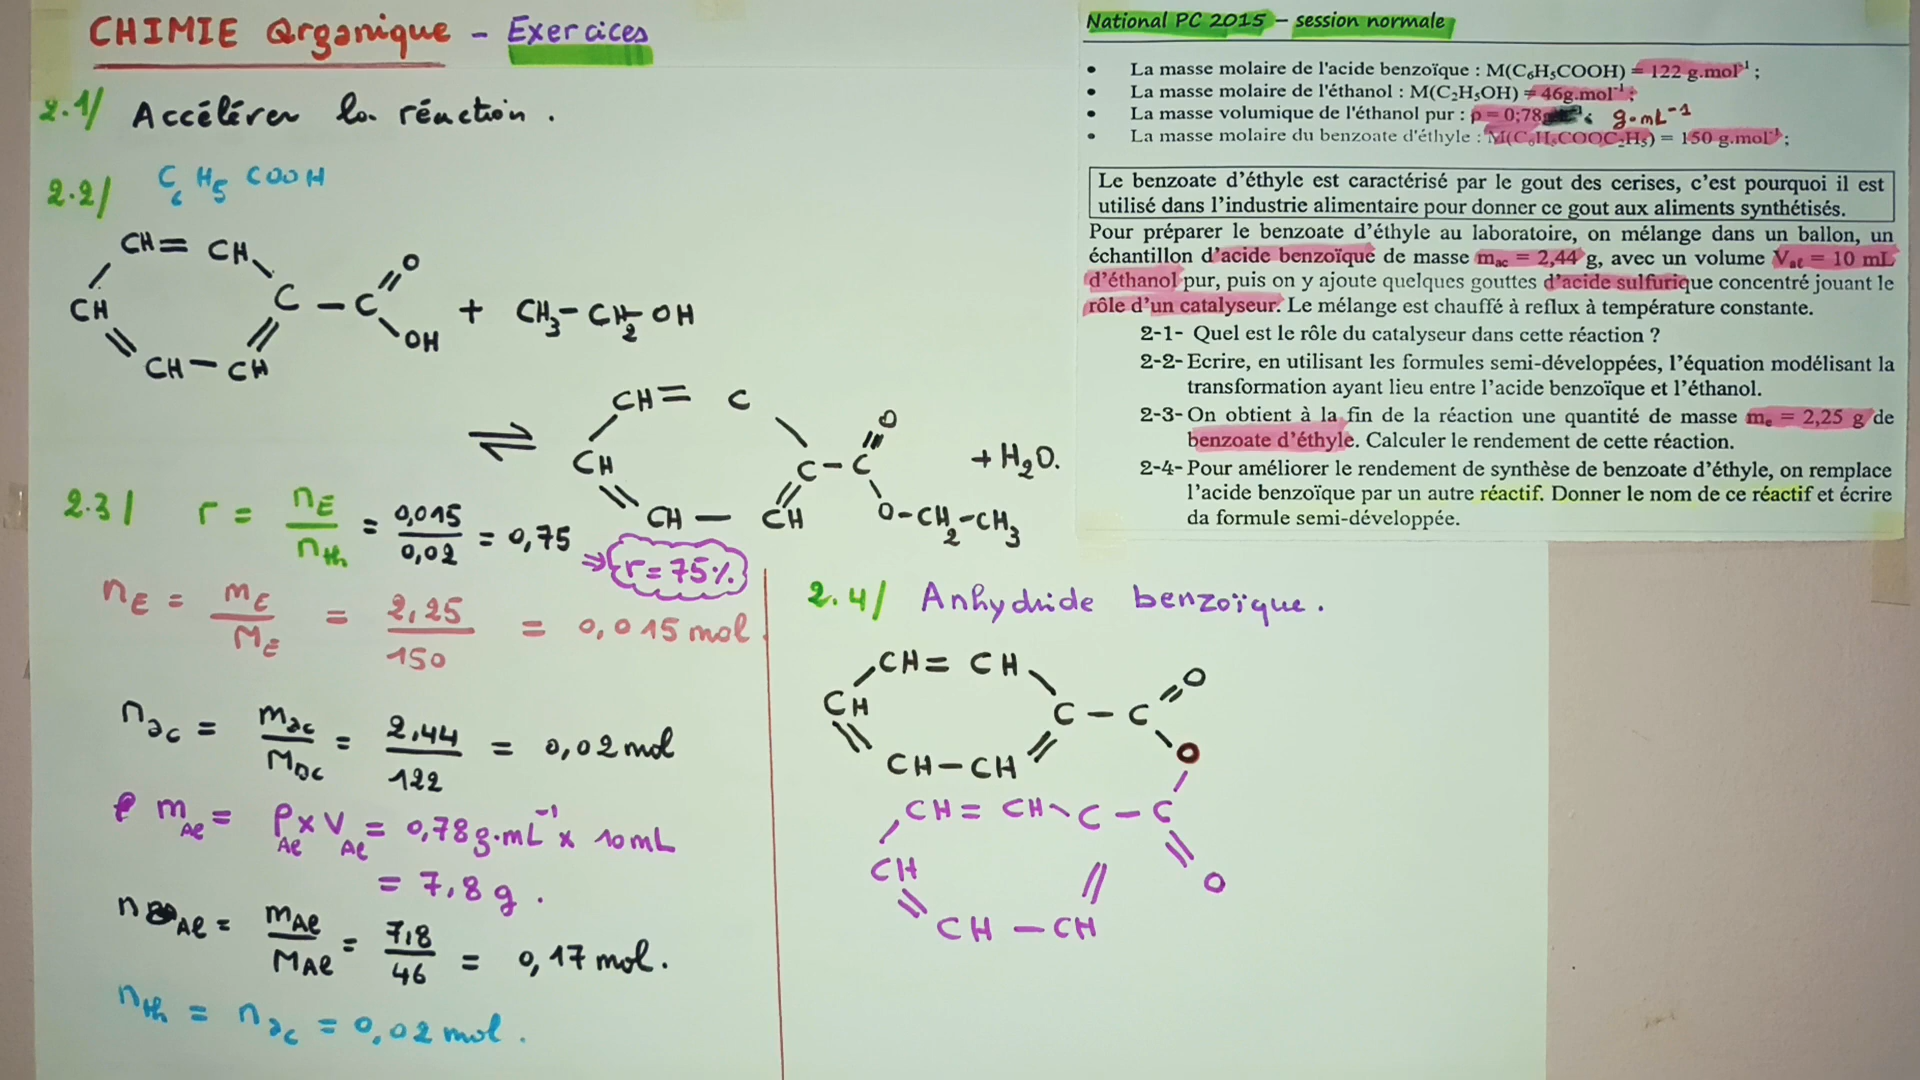 CHIMIE Organique - Exercices
2.1/ Accélérer la réaction.
2.2/ C6H5COOH
CH = CH
CH C - C O
OH + CH3 - CH2 - OH
CH - CH
⇌
CH = C
CH C - C O + H2O.
CH - CH O - CH2 - CH3
2.3/ r = nE / nth = 0,015 / 0,02 = 0,75
⇒ r = 75%
nE = mE / ME = 2,25 / 150 = 0,015 mol.
nac = mac / Mac = 2,44 / 122 = 0,02 mol
mAl = ρAl x VAl = 0,78 g.mL⁻¹ x 10 mL
= 7,8 g.
nAl = mAl / MAl = 7,8 / 46 = 0,17 mol.
nth = nac = 0,02 mol.
2.4/ Anhydride benzoïque.
CH = CH O
CH C - C
CH - CH O
CH = CH C - C
CH O
CH - CH
National PC 2015 – session normale
• La masse molaire de l'acide benzoïque : M(C6H5COOH) = 122 g.mol⁻¹ ;
• La masse molaire de l'éthanol : M(C2H5OH) = 46g.mol⁻¹ ;
• La masse volumique de l'éthanol pur : ρ = 0;78g g.mL⁻¹
• La masse molaire du benzoate d'éthyle : M(C6H5COOC2H5) = 150 g.mol⁻¹ ;
Le benzoate d'éthyle est caractérisé par le gout des cerises, c'est pourquoi il est
utilisé dans l'industrie alimentaire pour donner ce gout aux aliments synthétisés.
Pour préparer le benzoate d'éthyle au laboratoire, on mélange dans un ballon, un
échantillon d'acide benzoïque de masse mac = 2,44 g, avec un volume Val = 10 mL
d'éthanol pur, puis on y ajoute quelques gouttes d'acide sulfurique concentré jouant le
rôle d'un catalyseur. Le mélange est chauffé à reflux à température constante.
2-1- Quel est le rôle du catalyseur dans cette réaction ?
2-2- Ecrire, en utilisant les formules semi-développées, l'équation modélisant la
transformation ayant lieu entre l'acide benzoïque et l'éthanol.
2-3- On obtient à la fin de la réaction une quantité de masse me = 2,25 g de
benzoate d'éthyle. Calculer le rendement de cette réaction.
2-4- Pour améliorer le rendement de synthèse de benzoate d'éthyle, on remplace
l'acide benzoïque par un autre réactif. Donner le nom de ce réactif et écrire
da formule semi-développée.